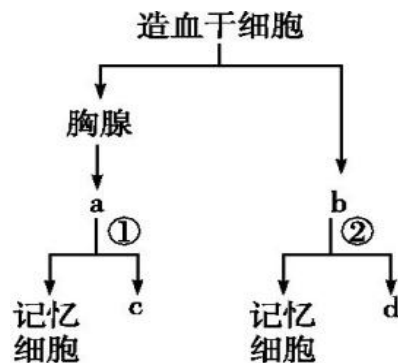 造血干细胞
胸腺
a b
① ②
记忆 c 记忆 d
细胞 细胞